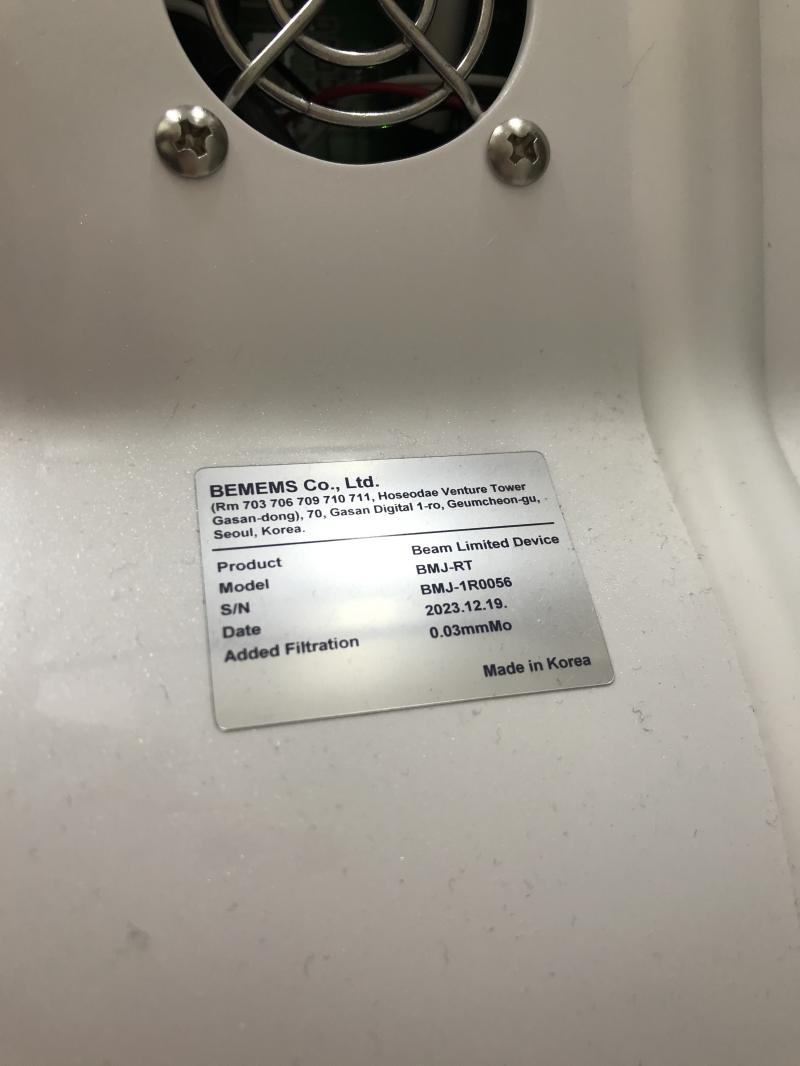 BEMEMS Co., Ltd.
(Rm 703 706 709 710 711, Hoseodae Venture Tower
Gasan-dong), 70, Gasan Digital 1-ro, Geumcheon-gu,
Seoul, Korea.
Product Beam Limited Device
Model BMJ-RT
S/N BMJ-1R0056
Date 2023.12.19.
Added Filtration 0.03mmMo
Made in Korea